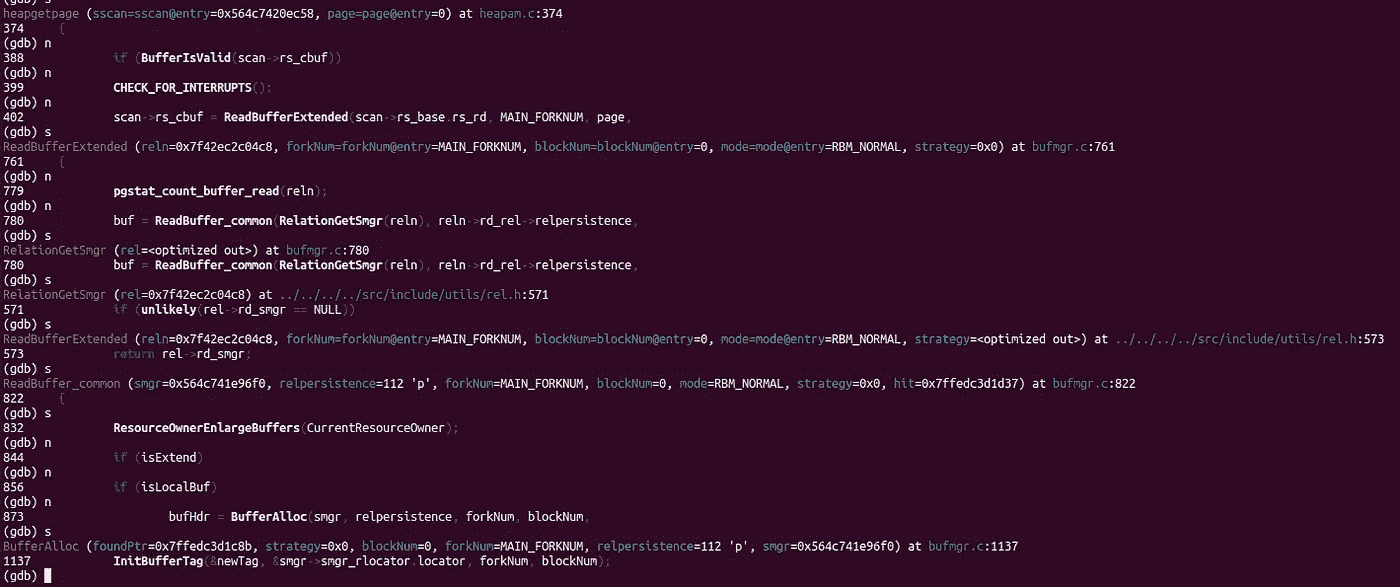 (gdb) s
heapgetpage (sscan=sscan@entry=0x564c7420ec58, page=page@entry=0) at heapam.c:374
374 {
(gdb) n
388 if (BufferIsValid(scan->rs_cbuf))
(gdb) n
399 CHECK_FOR_INTERRUPTS();
(gdb) n
402 scan->rs_cbuf = ReadBufferExtended(scan->rs_base.rs_rd, MAIN_FORKNUM, page,
(gdb) s
ReadBufferExtended (reln=0x7f42ec2c04c8, forkNum=forkNum@entry=MAIN_FORKNUM, blockNum=blockNum@entry=0, mode=mode@entry=RBM_NORMAL, strategy=0x0) at bufmgr.c:761
761 {
(gdb) n
779 pgstat_count_buffer_read(reln);
(gdb) n
780 buf = ReadBuffer_common(RelationGetSmgr(reln), reln->rd_rel->relpersistence,
(gdb) s
RelationGetSmgr (rel=<optimized out>) at bufmgr.c:780
780 buf = ReadBuffer_common(RelationGetSmgr(reln), reln->rd_rel->relpersistence,
(gdb) s
RelationGetSmgr (rel=0x7f42ec2c04c8) at ../../../../src/include/utils/rel.h:571
571 if (unlikely(rel->rd_smgr == NULL))
(gdb) s
ReadBufferExtended (reln=0x7f42ec2c04c8, forkNum=forkNum@entry=MAIN_FORKNUM, blockNum=blockNum@entry=0, mode=mode@entry=RBM_NORMAL, strategy=<optimized out>) at ../../../../src/include/utils/rel.h:573
573 return rel->rd_smgr;
(gdb) s
ReadBuffer_common (smgr=0x564c741e96f0, relpersistence=112 'p', forkNum=MAIN_FORKNUM, blockNum=0, mode=RBM_NORMAL, strategy=0x0, hit=0x7ffedc3d1d37) at bufmgr.c:822
822 {
(gdb) s
832 ResourceOwnerEnlargeBuffers(CurrentResourceOwner);
(gdb) n
844 if (isExtend)
(gdb) n
856 if (isLocalBuf)
(gdb) n
873 bufHdr = BufferAlloc(smgr, relpersistence, forkNum, blockNum,
(gdb) s
BufferAlloc (foundPtr=0x7ffedc3d1c8b, strategy=0x0, blockNum=0, forkNum=MAIN_FORKNUM, relpersistence=112 'p', smgr=0x564c741e96f0) at bufmgr.c:1137
1137 InitBufferTag(&newTag, &smgr->smgr_rlocator.locator, forkNum, blockNum);
(gdb)